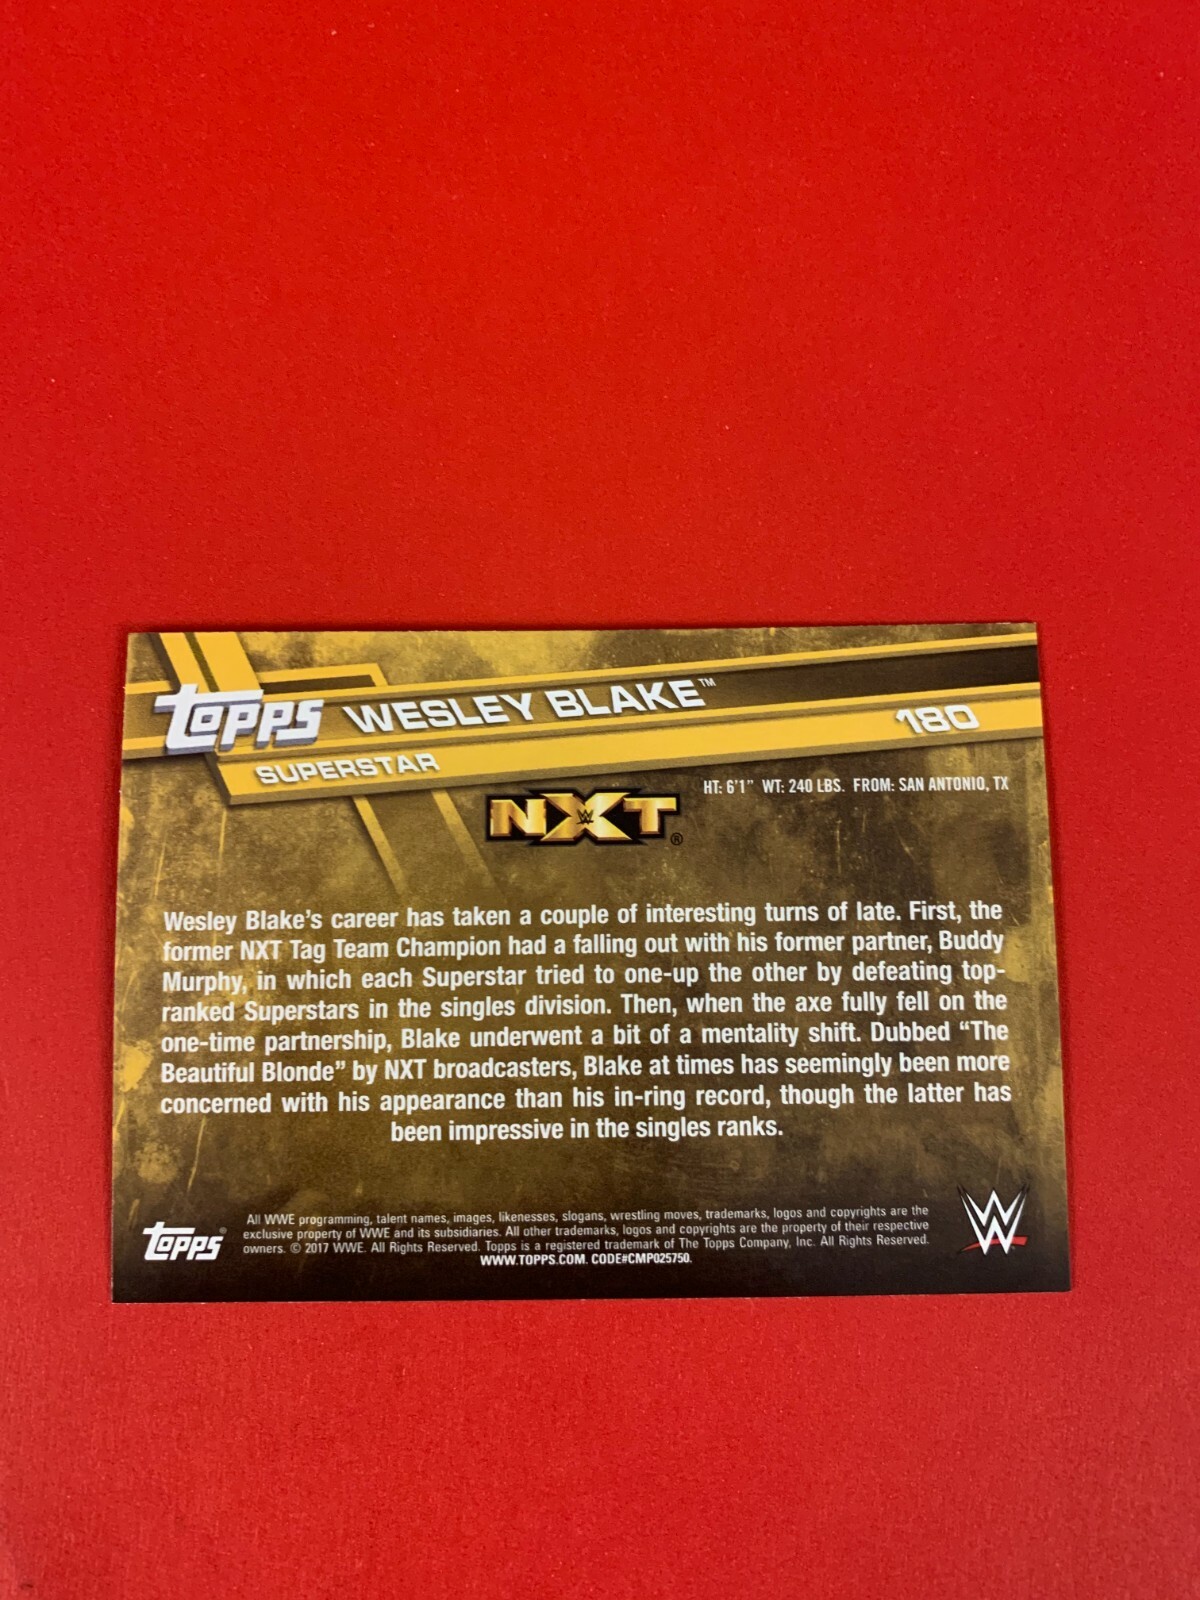 topps WESLEY BLAKE™
SUPERSTAR 180
HT: 6'1" WT: 240 LBS. FROM: SAN ANTONIO, TX
NXT®
Wesley Blake's career has taken a couple of interesting turns of late. First, the
former NXT Tag Team Champion had a falling out with his former partner, Buddy
Murphy, in which each Superstar tried to one-up the other by defeating top-
ranked Superstars in the singles division. Then, when the axe fully fell on the
one-time partnership, Blake underwent a bit of a mentality shift. Dubbed “The
Beautiful Blonde” by NXT broadcasters, Blake at times has seemingly been more
concerned with his appearance than his in-ring record, though the latter has
been impressive in the singles ranks.
topps®
All WWE programming, talent names, images, likenesses, slogans, wrestling moves, trademarks, logos and copyrights are the
exclusive property of WWE and its subsidiaries. All other trademarks, logos and copyrights are the property of their respective
owners. © 2017 WWE. All Rights Reserved. Topps is a registered trademark of The Topps Company, Inc. All Rights Reserved.
WWW.TOPPS.COM. CODE#CMP025750.
W